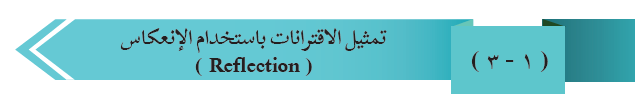 ( ١ - ٣ )
تمثيل الاقترانات باستخدام الإنعكاس
( Reflection )